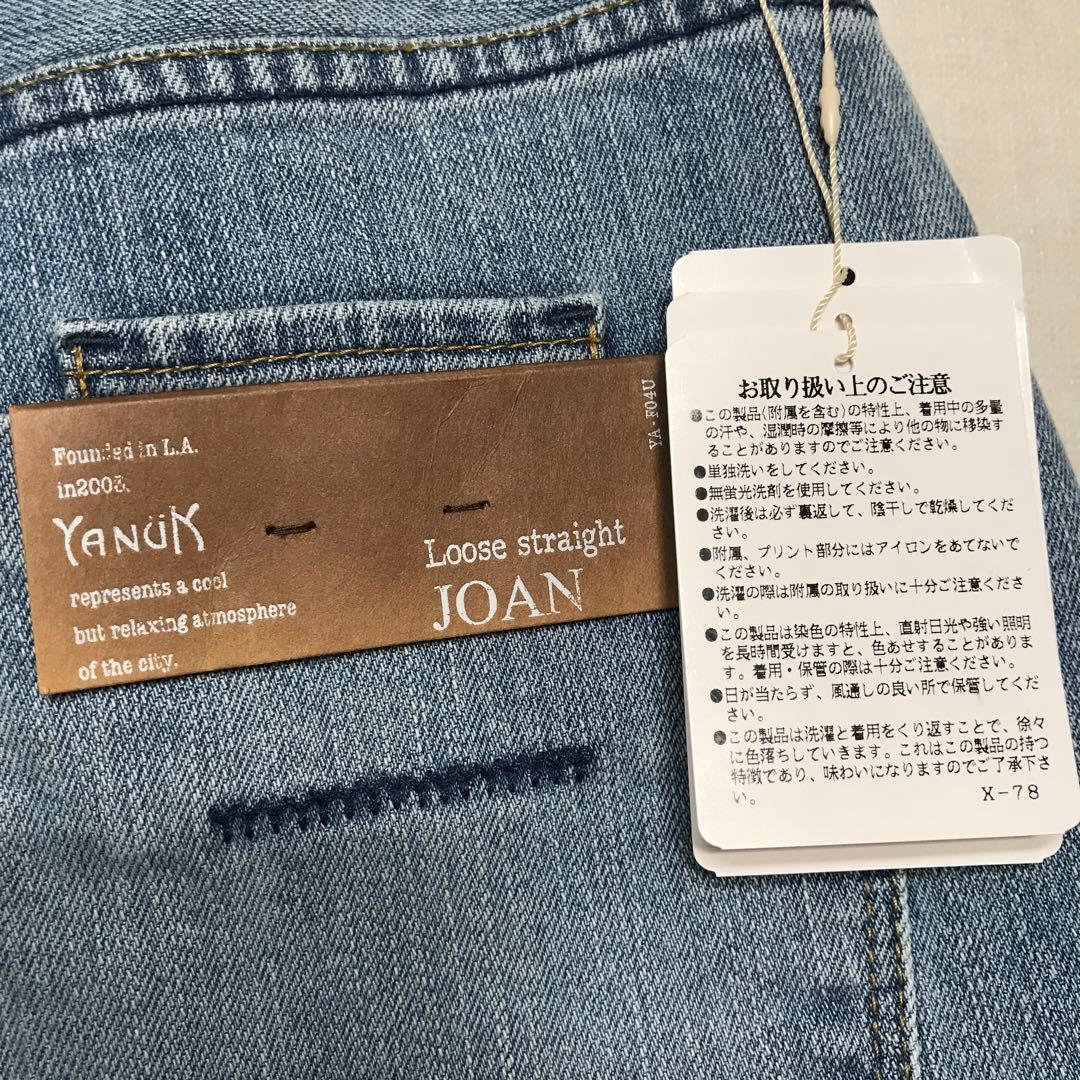 Founded in L.A.
in2003.
YANÜK
represents a cool
but relaxing atmosphere
of the city.
Loose straight
JOAN
YA-F04U
お取り扱い上のご注意
●この製品(附属を含む)の特性上、着用中の多量
の汗や、湿潤時の摩擦等により他の物に移染す
ることがありますのでご注意ください。
●単独洗いをしてください。
●無蛍光洗剤を使用してください。
●洗濯後は必ず裏返して、陰干しで乾燥してくだ
さい。
●附属、プリント部分にはアイロンをあてないで
ください。
●洗濯の際は附属の取り扱いに十分ご注意くださ
い。
●この製品は染色の特性上、直射日光や強い照明
を長時間受けますと、色あせすることがありま
す。着用・保管の際は十分ご注意ください。
●日が当たらず、風通しの良い所で保管してくだ
さい。
●この製品は洗濯と着用をくり返すことで、徐々
に色落ちしていきます。これはこの製品の持つ
特徴であり、味わいになりますのでご了承下さ
い。
X-78